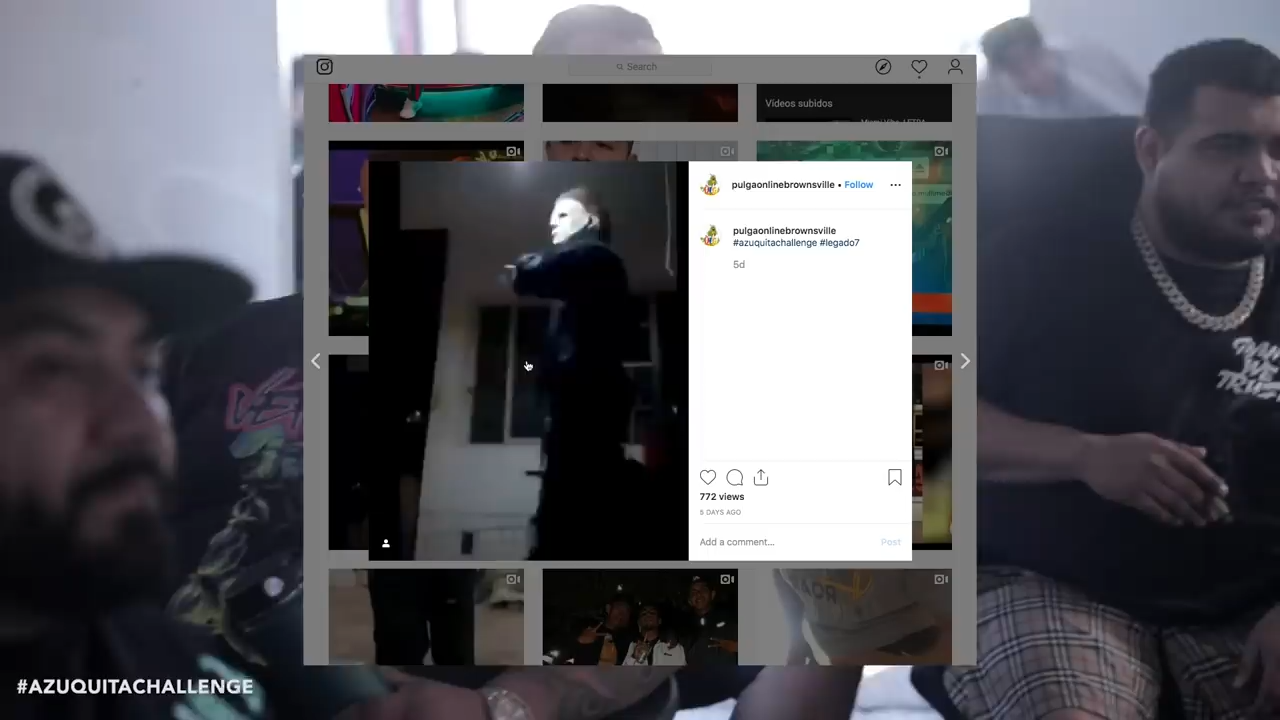 Search
Videos subidos
pulgaonlinebrownsville • Follow
pulgaonlinebrownsville
#azuquitachallenge #legado7
5d
772 views
5 DAYS AGO
Add a comment...
Post
#AZUQUITACHALLENGE